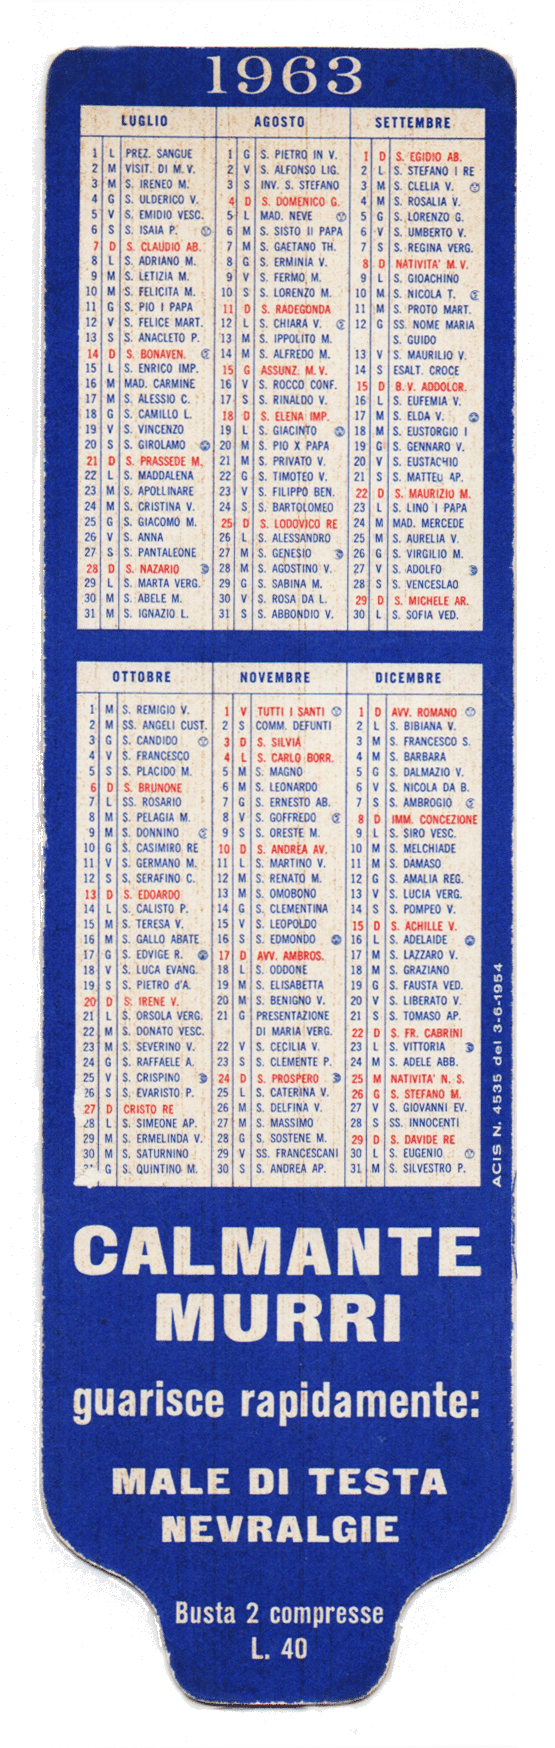 1963
LUGLIO
1 L PREZ. SANGUE
2 M VISIT. DI M.V.
3 M S. IRENEO M.
4 G S. ULDERICO V.
5 V S. EMIDIO VESC.
6 S S. ISAIA P.
7 D S. CLAUDIO AB.
8 L S. ADRIANO M.
9 M S. LETIZIA M.
10 M S. FELICITA M.
11 G S. PIO I PAPA
12 V S. FELICE MART.
13 S S. ANACLETO P.
14 D S. BONAVEN.
15 L S. ENRICO IMP.
16 M MAD. CARMINE
17 M S. ALESSIO C.
18 G S. CAMILLO L.
19 V S. VINCENZO
20 S S. GIROLAMO
21 D S. PRASSEDE M.
22 L S. MADDALENA
23 M S. APOLLINARE
24 M S. CRISTINA V.
25 G S. GIACOMO M.
26 V S. ANNA
27 S S. PANTALEONE
28 D S. NAZARIO
29 L S. MARTA VERG.
30 M S. ABELE M.
31 M S. IGNAZIO L.
AGOSTO
1 G S. PIETRO IN V.
2 V S. ALFONSO LIG.
3 S INV. S. STEFANO
4 D S. DOMENICO G.
5 L MAD. NEVE
6 M S. SISTO II PAPA
7 M S. GAETANO TH.
8 G S. ERMINIA V.
9 V S. FERMO M.
10 S S. LORENZO M.
11 D S. RADEGONDA
12 L S. CHIARA V.
13 M S. IPPOLITO M.
14 M S. ALFREDO M.
15 G ASSUNZ. M.V.
16 V S. ROCCO CONF.
17 S S. RINALDO V.
18 D S. ELENA IMP.
19 L S. GIACINTO
20 M S. PIO X PAPA
21 M S. PRIVATO V.
22 G S. TIMOTEO V.
23 V S. FILIPPO BEN.
24 S S. BARTOLOMEO
25 D S. LODOVICO RE
26 L S. ALESSANDRO
27 M S. GENESIO
28 M S. AGOSTINO V.
29 G S. SABINA M.
30 V S. ROSA DA L.
31 S S. ABBONDIO V.
SETTEMBRE
1 D S. EGIDIO AB.
2 L S. STEFANO I RE
3 M S. CLELIA V.
4 M S. ROSALIA V.
5 G S. LORENZO G.
6 V S. UMBERTO V.
7 S S. REGINA VERG.
8 D NATIVITA' M.V.
9 L S. GIOACHINO
10 M S. NICOLA T.
11 M S. PROTO MART.
12 G SS. NOME MARIA
S. GUIDO
13 V S. MAURILIO V.
14 S ESALT. CROCE
15 D B. V. ADDOLOR.
16 L S. EUFEMIA V.
17 M S. ELDA V.
18 M S. EUSTORGIO I
19 G S. GENNARO V.
20 V S. EUSTACHIO
21 S S. MATTEO AP.
22 D S. MAURIZIO M.
23 L S. LINO I PAPA
24 M MAD. MERCEDE
25 M S. AURELIA V.
26 G S. VIRGILIO M.
27 V S. ADOLFO
28 S S. VENCESLAO
29 D S. MICHELE AR.
30 L S. SOFIA VED.
OTTOBRE
1 M S. REMIGIO V.
2 M SS. ANGELI CUST.
3 G S. CANDIDO
4 V S. FRANCESCO
5 S S. PLACIDO M.
6 D S. BRUNONE
7 L SS. ROSARIO
8 M S. PELAGIA M.
9 M S. DONNINO
10 G S. CASIMIRO RE
11 V S. GERMANO M.
12 S S. SERAFINO C.
13 D S. EDOARDO
14 L S. CALISTO P.
15 M S. TERESA V.
16 M S. GALLO ABATE
17 G S. EDVIGE R.
18 V S. LUCA EVANG.
19 S S. PIETRO d'A.
20 D S. IRENE V.
21 L S. ORSOLA VERG.
22 M S. DONATO VESC.
23 M S. SEVERINO V.
24 G S. RAFFAELE A.
25 V S. CRISPINO
26 S S. EVARISTO P.
27 D CRISTO RE
28 L S. SIMEONE AP.
29 M S. ERMELINDA V.
30 M S. SATURNINO
31 G S. QUINTINO M.
NOVEMBRE
1 V TUTTI I SANTI
2 S COMM. DEFUNTI
3 D S. SILVIA
4 L S. CARLO BORR.
5 M S. MAGNO
6 M S. LEONARDO
7 G S. ERNESTO AB.
8 V S. GOFFREDO
9 S S. ORESTE M.
10 D S. ANDREA AV.
11 L S. MARTINO V.
12 M S. RENATO M.
13 M S. OMOBONO
14 G S. CLEMENTINA
15 V S. LEOPOLDO
16 S S. EDMONDO
17 D AVV. AMBROS.
18 L S. ODDONE
19 M S. ELISABETTA
20 M S. BENIGNO V.
21 G PRESENTAZIONE
DI MARIA VERG.
22 V S. CECILIA V.
23 S S. CLEMENTE P.
24 D S. PROSPERO
25 L S. CATERINA V.
26 M S. DELFINA V.
27 M S. MASSIMO
28 G S. SOSTENE M.
29 V SS. FRANCESCANI
30 S S. ANDREA AP.
DICEMBRE
1 D AVV. ROMANO
2 L S. BIBIANA V.
3 M S. FRANCESCO S.
4 M S. BARBARA
5 G S. DALMAZIO V.
6 V S. NICOLA DA B.
7 S S. AMBROGIO
8 D IMM. CONCEZIONE
9 L S. SIRO VESC.
10 M S. MELCHIADE
11 M S. DAMASO
12 G S. AMALIA REG.
13 V S. LUCIA VERG.
14 S S. POMPEO V.
15 D S. ACHILLE V.
16 L S. ADELAIDE
17 M S. LAZZARO V.
18 M S. GRAZIANO
19 G S. FAUSTA VED.
20 V S. LIBERATO V.
21 S S. TOMASO AP.
22 D S. FR. CABRINI
23 L S. VITTORIA
24 M S. ADELE ABB.
25 M NATIVITA' N. S.
26 G S. STEFANO M.
27 V S. GIOVANNI EV.
28 S SS. INNOCENTI
29 D S. DAVIDE RE
30 L S. EUGENIO
31 M S. SILVESTRO P.
ACIS N. 4535 del 3-6-1954
CALMANTE
MURRI
guarisce rapidamente:
MALE DI TESTA
NEVRALGIE
Busta 2 compresse
L. 40